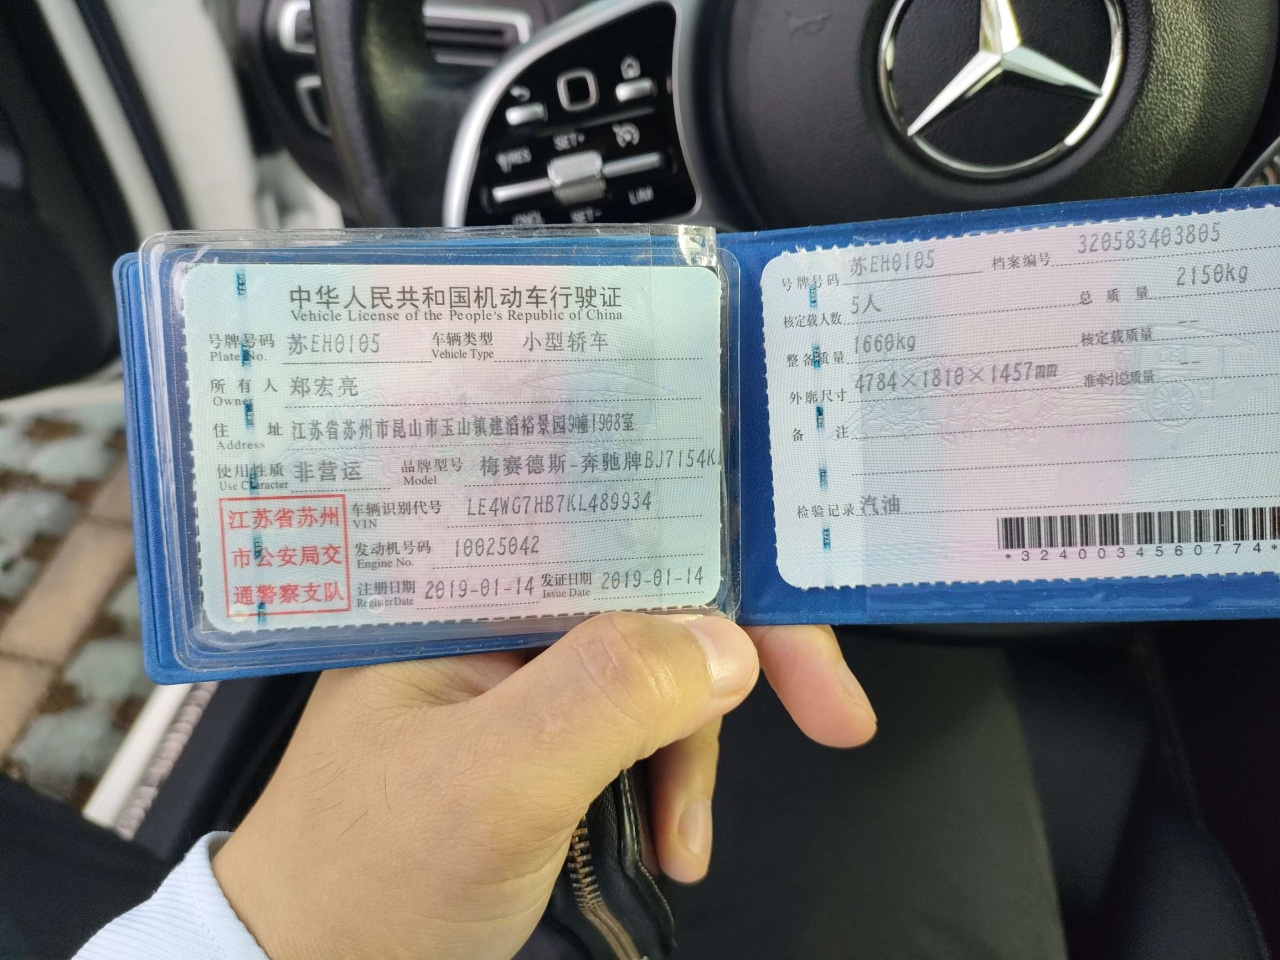 SET+
RES
CNCL
SET-
LIM
中华人民共和国机动车行驶证
Vehicle License of the People's Republic of China
号牌号码 苏EH0105 车辆类型 小型轿车
Plate No. Vehicle Type
所有人 郑宏亮
Owner
住址 江苏省苏州市昆山市玉山镇建滔裕景园9幢1908室
Address
使用性质 非营运 品牌型号 梅赛德斯-奔驰牌BJ7154K
Use Character Model
江苏省苏州
市公安局交
通警察支队
车辆识别代号 LE4WG7HB7KL489934
VIN
发动机号码 10025042
Engine No.
注册日期 2019-01-14 发证日期 2019-01-14
Register Date Issue Date
号牌号码 苏EH0105 档案编号 320583403805
核定载人数 5人 总质量 2150kg
整备质量 1660kg 核定载质量 --
外廓尺寸 4784×1810×1457mm 准牵引总质量 --
备注
检验记录 汽油
*3240034560774*